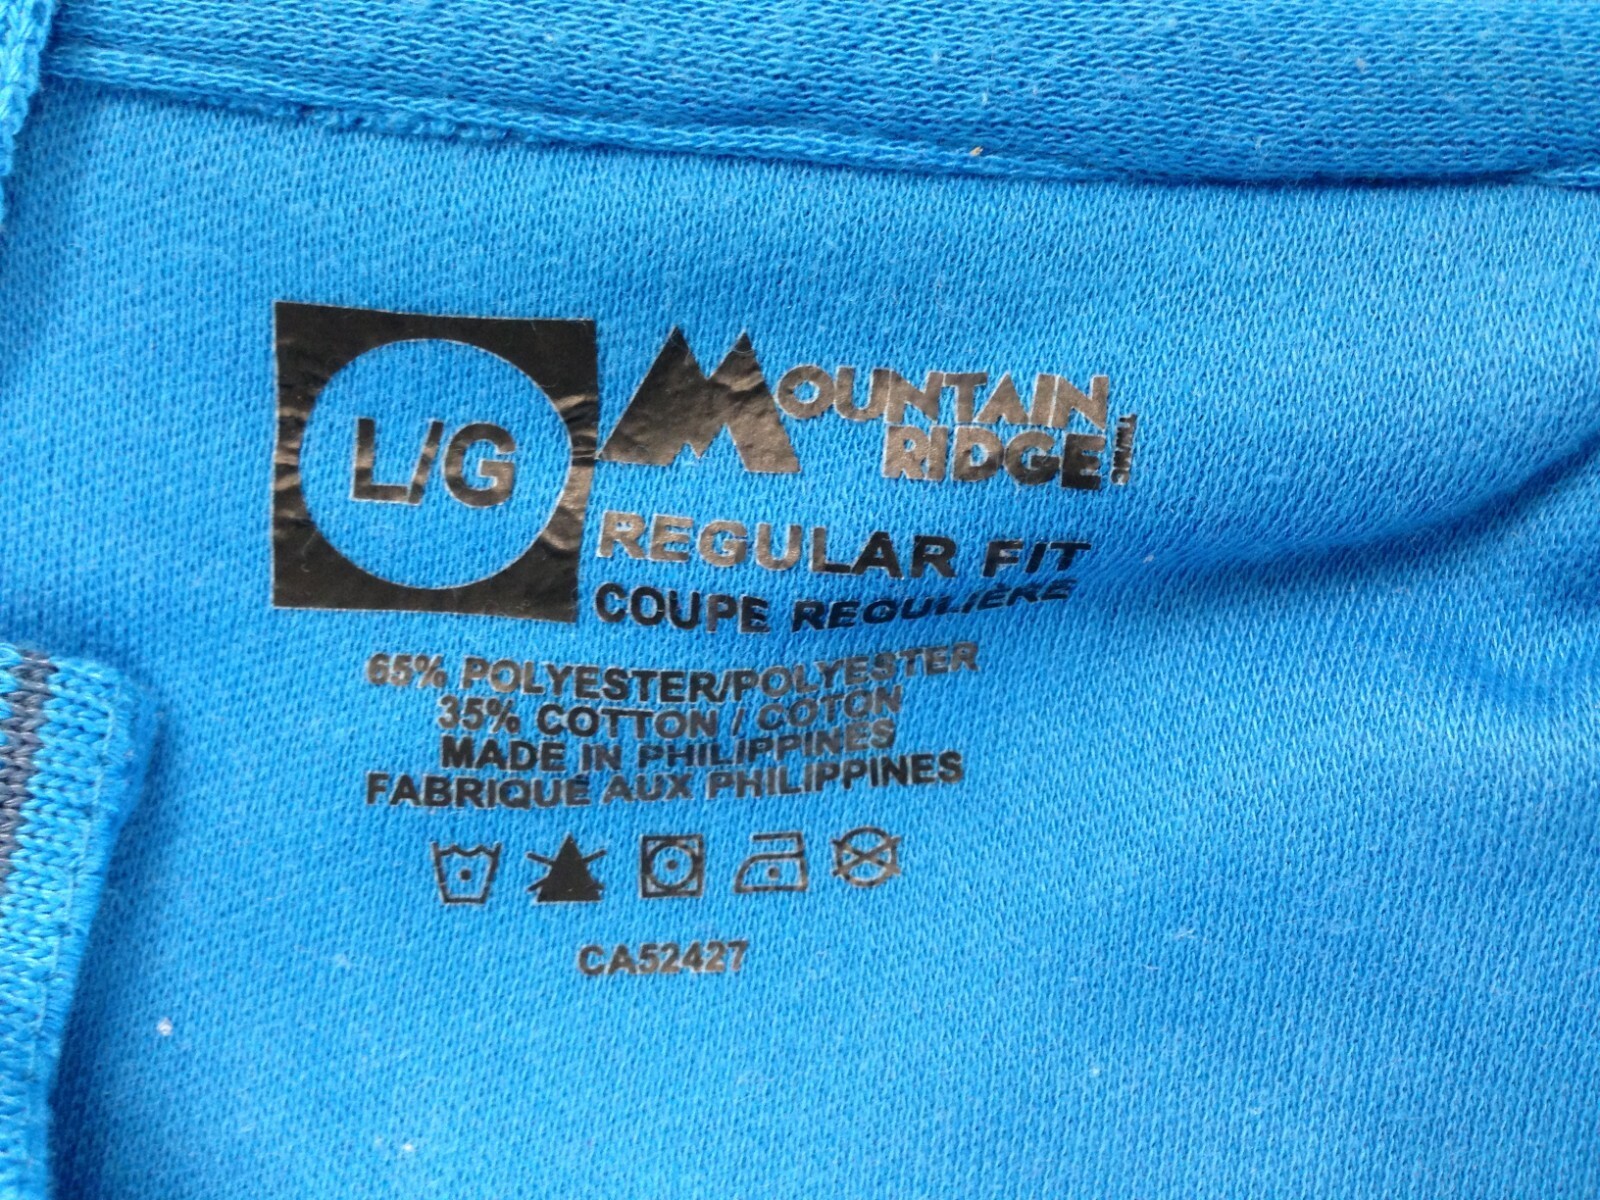 L/G
MOUNTAIN
RIDGE
REGULAR FIT
COUPE REGULIÈRE
65% POLYESTER/POLYESTER
35% COTTON / COTON
MADE IN PHILIPPINES
FABRIQUÉ AUX PHILIPPINES
CA52427